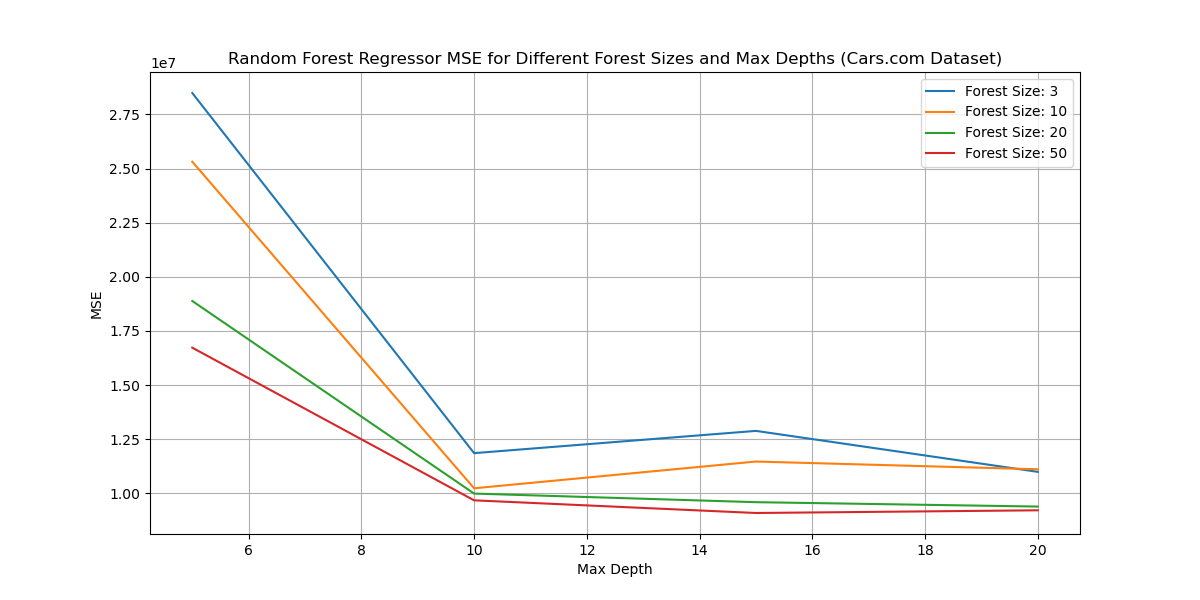 Random Forest Regressor MSE for Different Forest Sizes and Max Depths (Cars.com Dataset)
1e7
Forest Size: 3
Forest Size: 10
Forest Size: 20
Forest Size: 50
2.75
2.50
2.25
2.00
1.75
1.50
1.25
1.00
MSE
6 8 10 12 14 16 18 20
Max Depth